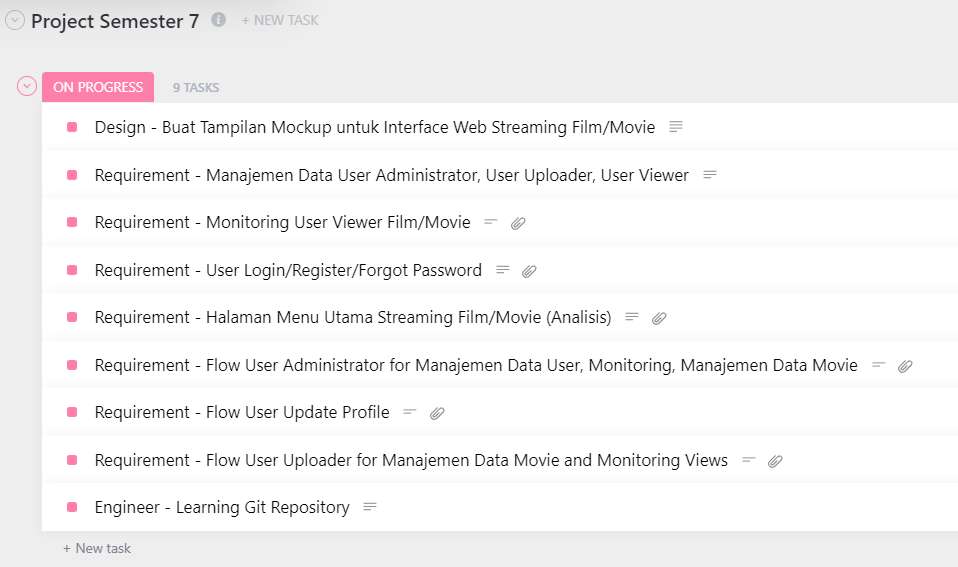 Project Semester 7 + NEW TASK
ON PROGRESS 9 TASKS
Design - Buat Tampilan Mockup untuk Interface Web Streaming Film/Movie
Requirement - Manajemen Data User Administrator, User Uploader, User Viewer
Requirement - Monitoring User Viewer Film/Movie
Requirement - User Login/Register/Forgot Password
Requirement - Halaman Menu Utama Streaming Film/Movie (Analisis)
Requirement - Flow User Administrator for Manajemen Data User, Monitoring, Manajemen Data Movie
Requirement - Flow User Update Profile
Requirement - Flow User Uploader for Manajemen Data Movie and Monitoring Views
Engineer - Learning Git Repository
+ New task